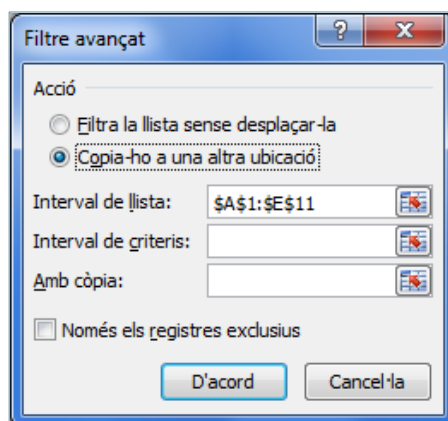 Filtre avançat
?
Acció
Filtra la llista sense desplaçar-la
Copia-ho a una altra ubicació
Interval de llista: $A$1:$E$11
Interval de criteris:
Amb còpia:
Només els registres exclusius
D'acord Cancel·la